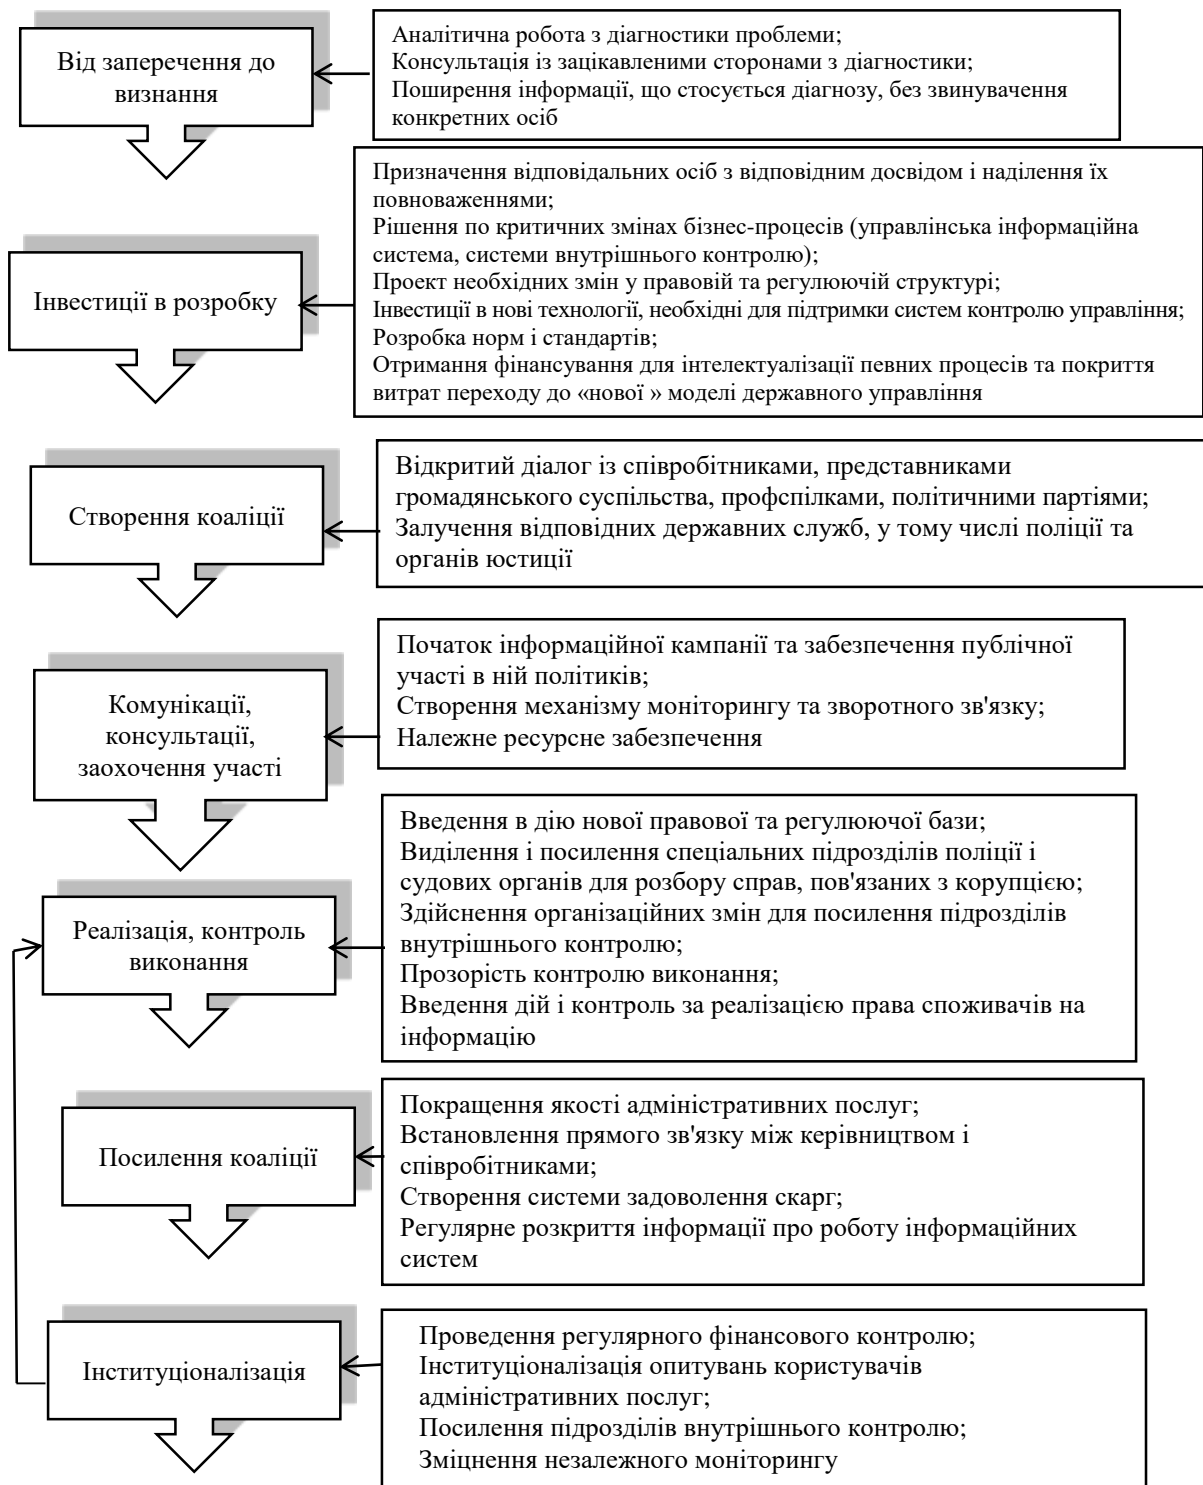 Від заперечення до
визнання
Аналітична робота з діагностики проблеми;
Консультація із зацікавленими сторонами з діагностики;
Поширення інформації, що стосується діагнозу, без звинувачення
конкретних осіб
Інвестиції в розробку
Призначення відповідальних осіб з відповідним досвідом і наділення їх
повноваженнями;
Рішення по критичних змінах бізнес-процесів (управлінська інформаційна
система, системи внутрішнього контролю);
Проект необхідних змін у правовій та регулюючій структурі;
Інвестиції в нові технології, необхідні для підтримки систем контролю управління;
Розробка норм і стандартів;
Отримання фінансування для інтелектуалізації певних процесів та покриття
витрат переходу до «нової » моделі державного управління
Створення коаліції
Відкритий діалог із співробітниками, представниками
громадянського суспільства, профспілками, політичними партіями;
Залучення відповідних державних служб, у тому числі поліції та
органів юстиції
Комунікації,
консультації,
заохочення участі
Початок інформаційної кампанії та забезпечення публічної
участі в ній політиків;
Створення механізму моніторингу та зворотного зв'язку;
Належне ресурсне забезпечення
Реалізація, контроль
виконання
Введення в дію нової правової та регулюючої бази;
Виділення і посилення спеціальних підрозділів поліції і
судових органів для розбору справ, пов'язаних з корупцією;
Здійснення організаційних змін для посилення підрозділів
внутрішнього контролю;
Прозорість контролю виконання;
Введення дій і контроль за реалізацією права споживачів на
інформацію
Посилення коаліції
Покращення якості адміністративних послуг;
Встановлення прямого зв'язку між керівництвом і
співробітниками;
Створення системи задоволення скарг;
Регулярне розкриття інформації про роботу інформаційних
систем
Інституціоналізація
Проведення регулярного фінансового контролю;
Інституціоналізація опитувань користувачів
адміністративних послуг;
Посилення підрозділів внутрішнього контролю;
Зміцнення незалежного моніторингу